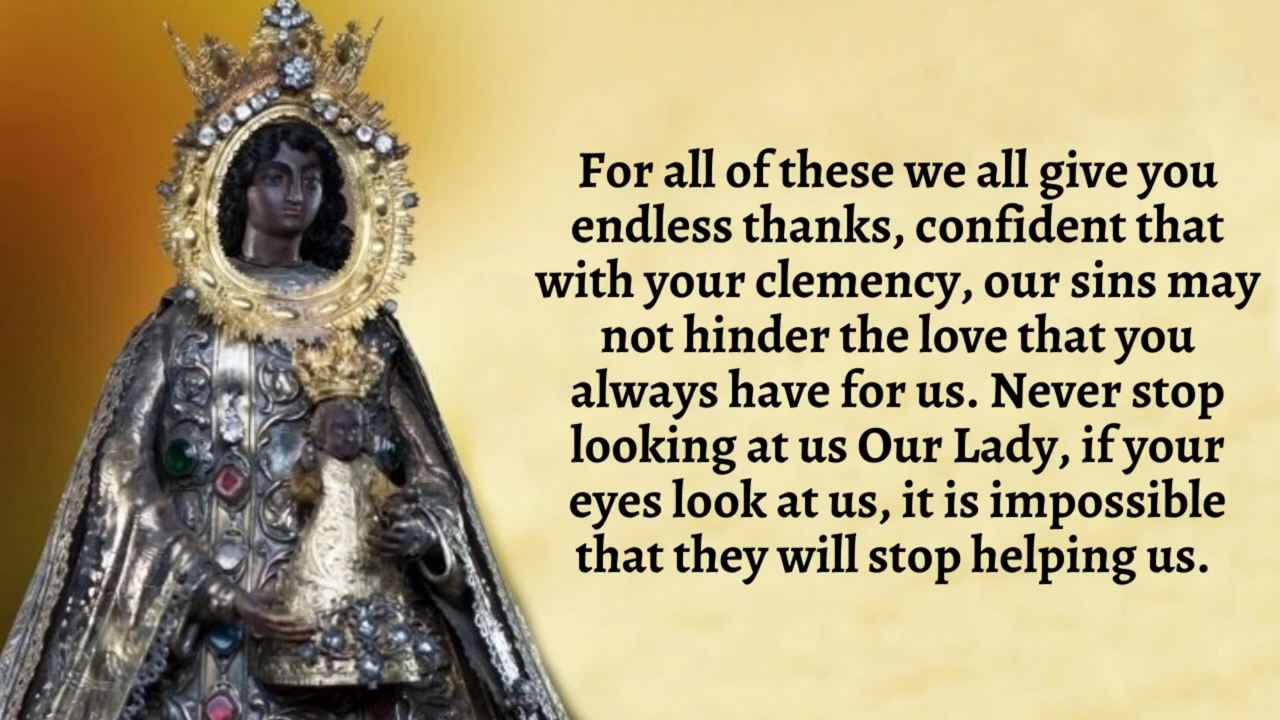 For all of these we all give you
endless thanks, confident that
with your clemency, our sins may
not hinder the love that you
always have for us. Never stop
looking at us Our Lady, if your
eyes look at us, it is impossible
that they will stop helping us.